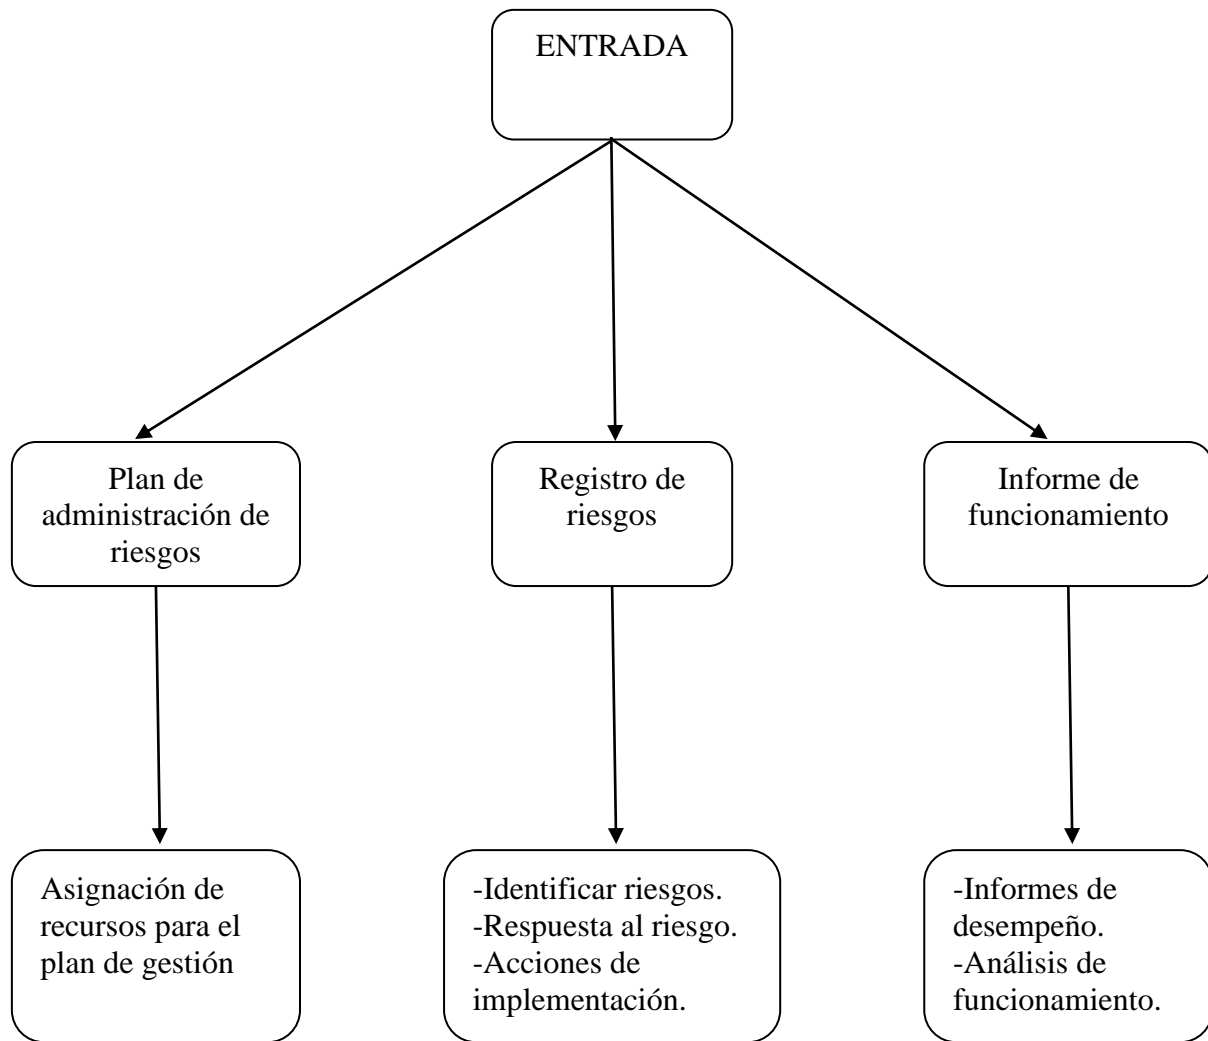 ENTRADA
Plan de
administración de
riesgos
Registro de
riesgos
Informe de
funcionamiento
Asignación de
recursos para el
plan de gestión
-Identificar riesgos.
-Respuesta al riesgo.
-Acciones de
implementación.
-Informes de
desempeño.
-Análisis de
funcionamiento.